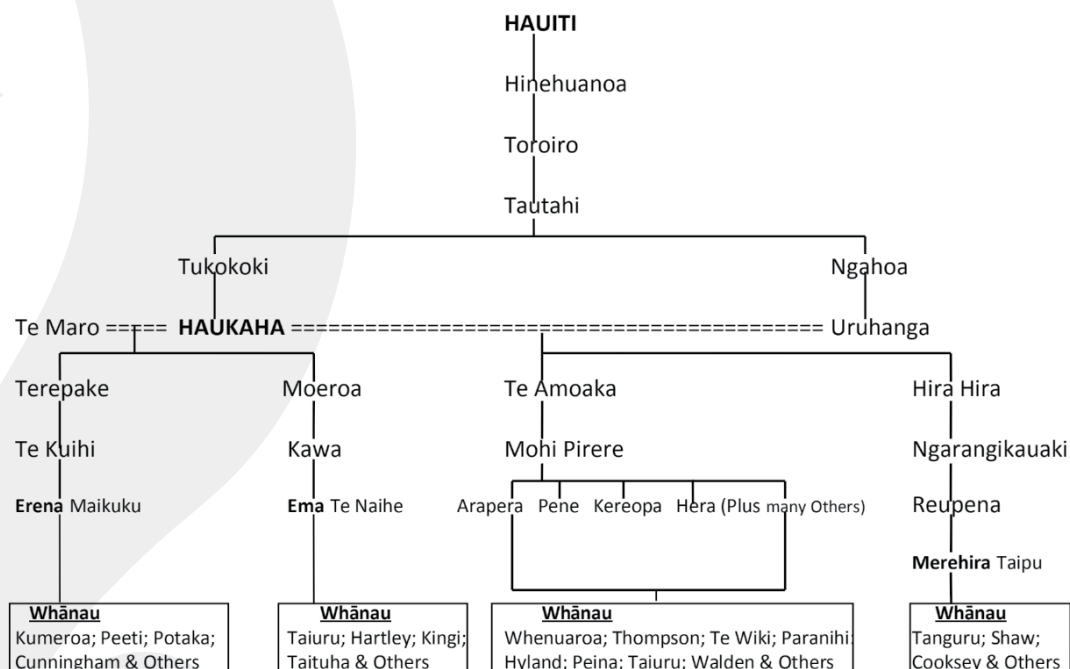 HAUITI
Hinehuanoa
Toroiro
Tautahi
Tukokoki Ngahoa
Te Maro ===== HAUKAHA =========================================== Uruhanga
Terepake Moeroa Te Amoaka Hira Hira
Te Kuihi Kawa Mohi Pirere Ngarangikauaki
Erena Maikuku Ema Te Naihe Arapera Pene Kereopa Hera (Plus many Others) Reupena
Merehira Taipu
Whānau
Kumeroa; Peeti; Potaka;
Cunningham & Others
Whānau
Taiuru; Hartley; Kingi;
Taituha & Others
Whānau
Whenuaroa; Thompson; Te Wiki; Paranihi;
Hyland; Peina; Taiuru; Walden & Others
Whānau
Tanguru; Shaw;
Cooksey & Others